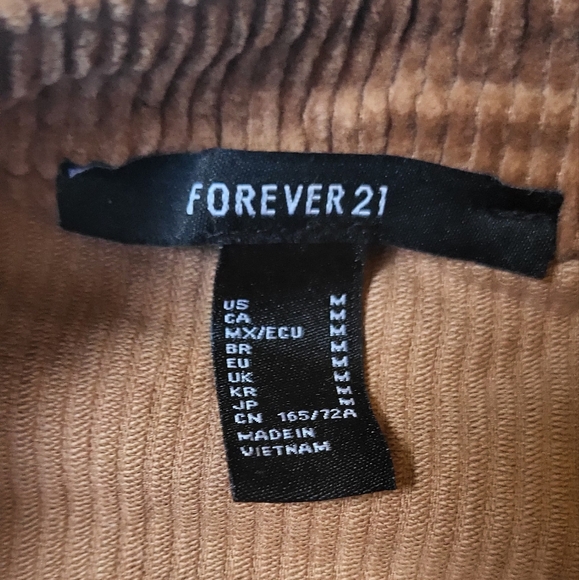 FOREVER 21
US M
CA M
MX/ECU M
BR M
EU M
UK M
KR M
JP M
CN 165/72A
MADE IN
VIETNAM